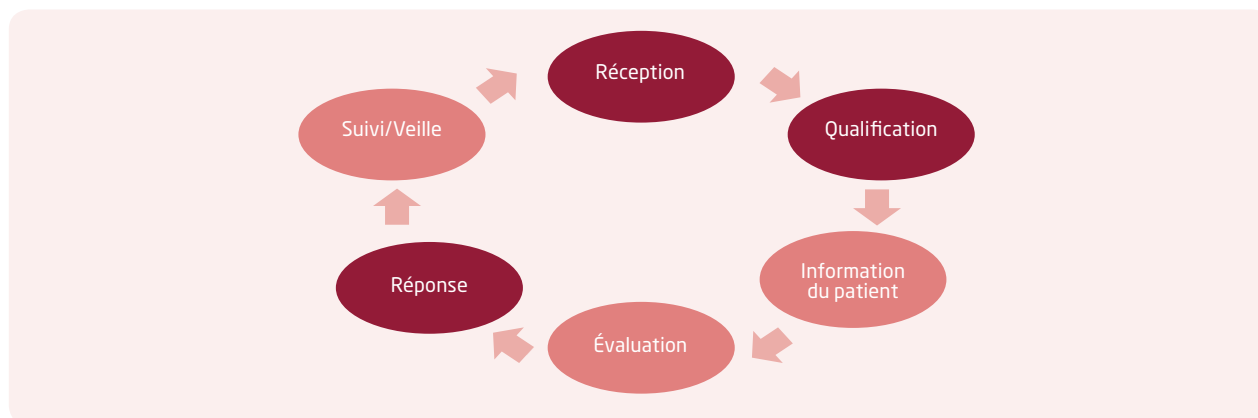 Réception
Qualification
Information
du patient
Évaluation
Réponse
Suivi/Veille